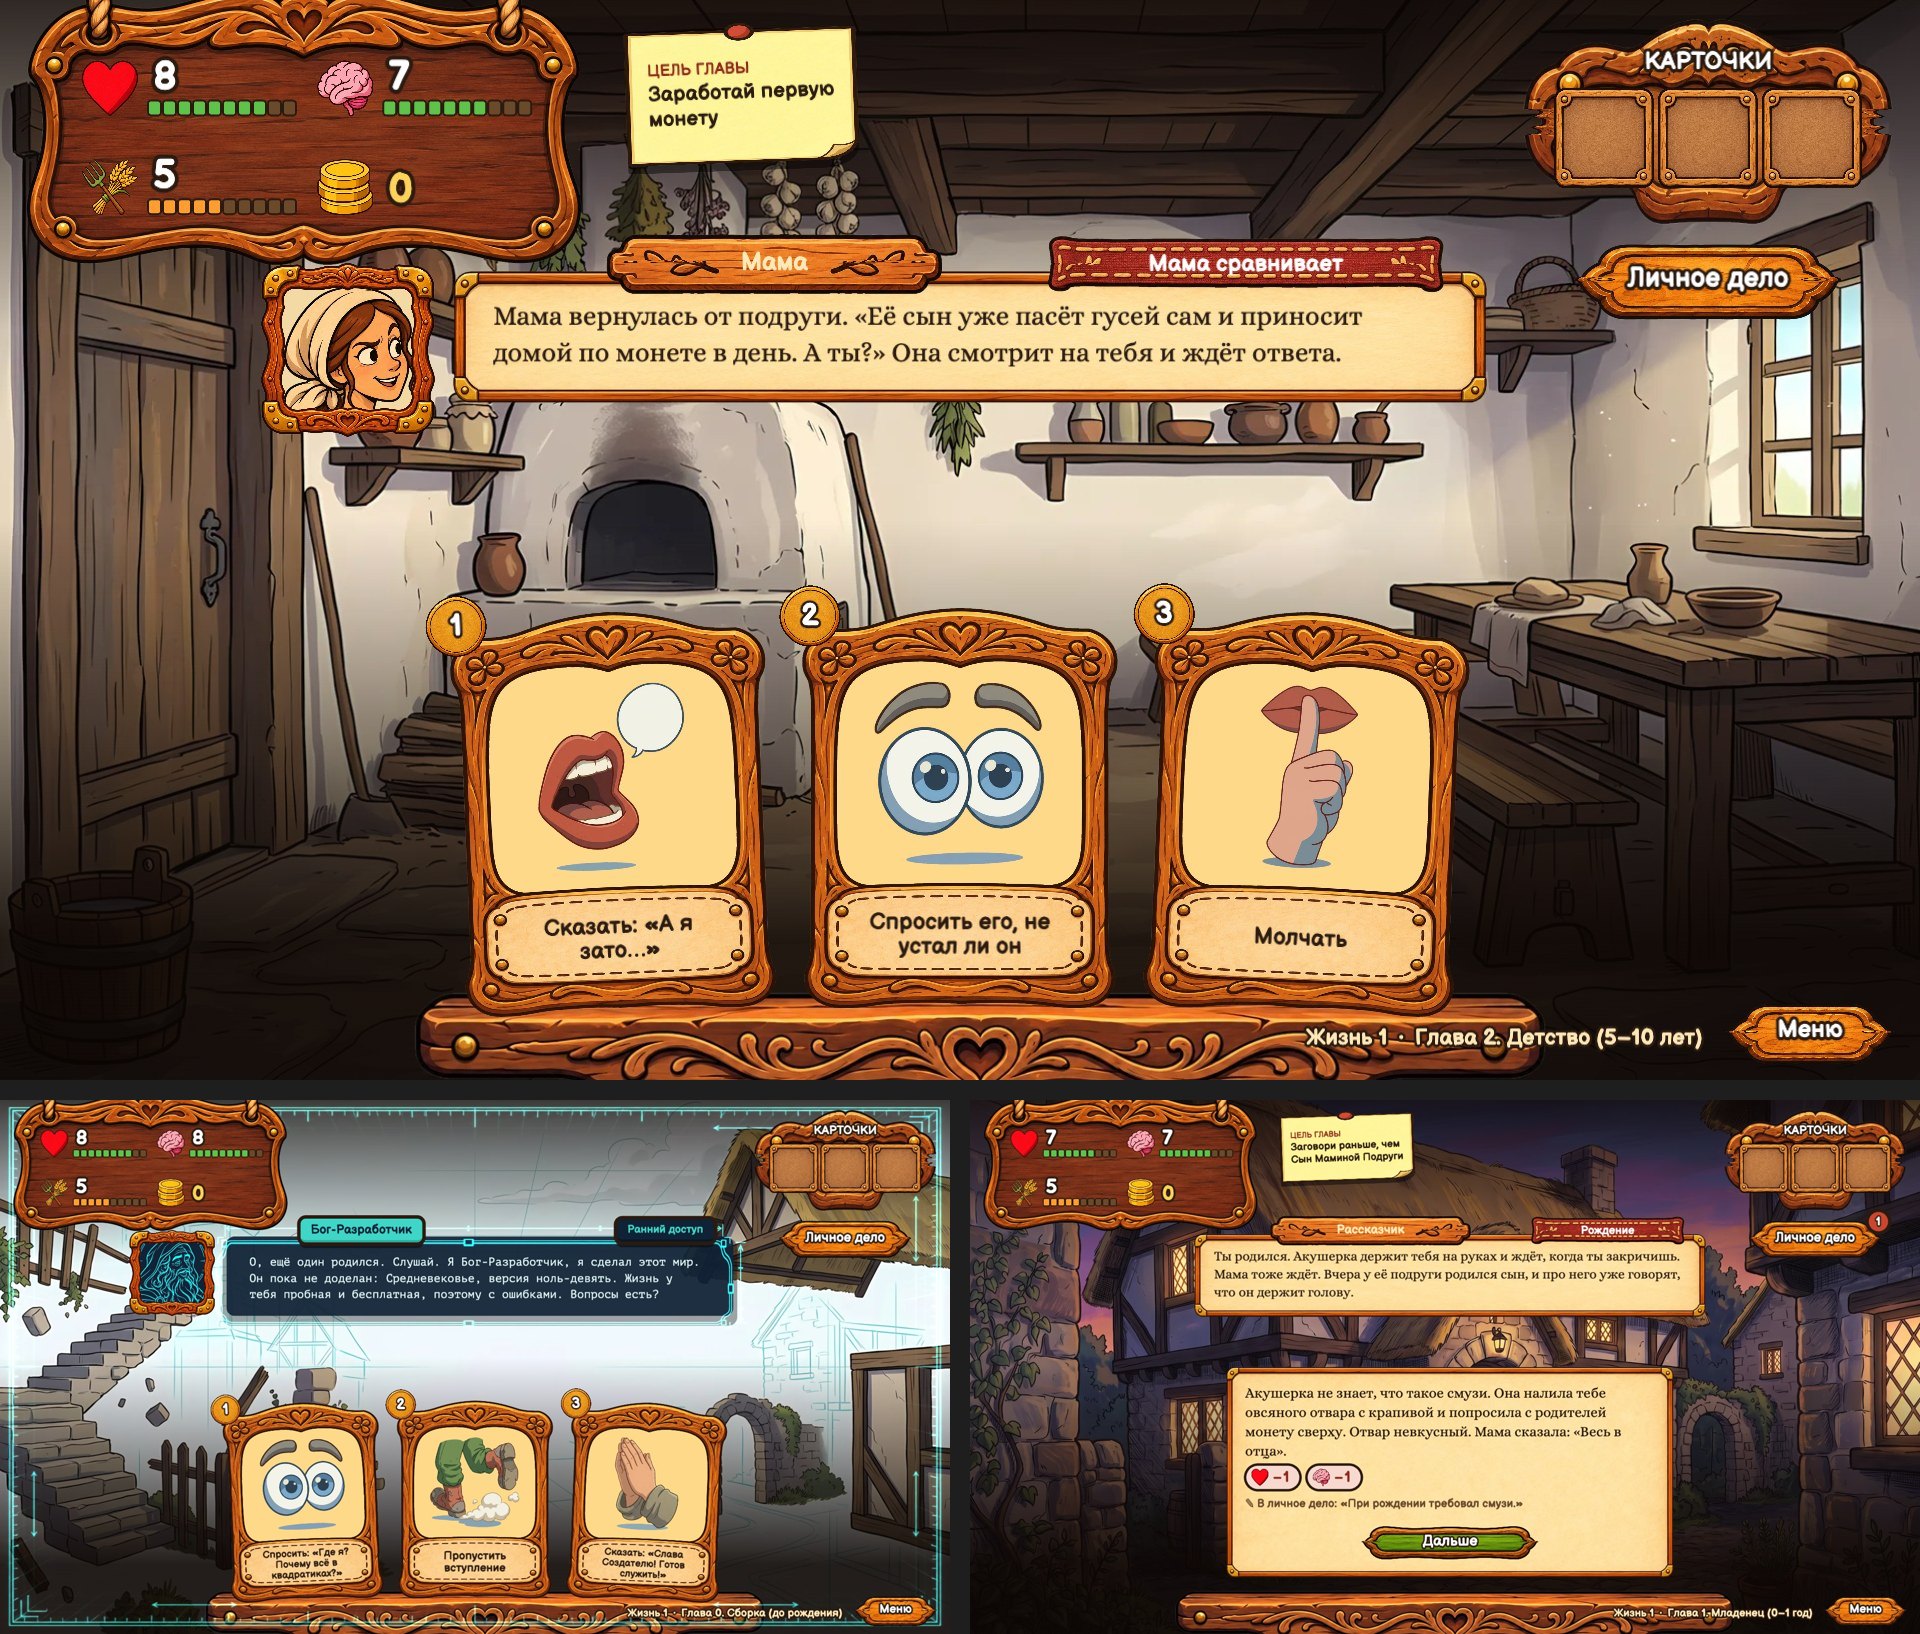 8
7
5
0
ЦЕЛЬ ГЛАВЫ
Заработай первую
монету
КАРТОЧКИ
Личное дело
Мама
Мама сравнивает
Мама вернулась от подруги. «Её сын уже пасёт гусей сам и приносит
домой по монете в день. А ты?» Она смотрит на тебя и ждёт ответа.
1
2
3
Сказать: «А я
зато...»
Спросить его, не
устал ли он
Молчать
Жизнь 1 · Глава 2. Детство (5–10 лет)
Меню
8
8
5
0
КАРТОЧКИ
Личное дело
Бог-Разработчик
Ранний доступ
О, ещё один родился. Слушай. Я Бог-Разработчик, я сделал этот мир.
Он пока не доделан: Средневековье, версия ноль-девять. Жизнь у
тебя пробная и бесплатная, поэтому с ошибками. Вопросы есть?
1
2
3
Спросить: «Где я?
Почему всё в
квадратиках?»
Пропустить
вступление
Сказать: «Слава
Создателю! Готов
служить!»
Жизнь 1 · Глава 0. Сборка (до рождения)
Меню
7
7
5
0
ЦЕЛЬ ГЛАВЫ
Заговори раньше, чем
Сын Маминой Подруги
КАРТОЧКИ
Личное дело
1
Рассказчик
Рождение
Ты родился. Акушерка держит тебя на руках и ждёт, когда ты закричишь.
Мама тоже ждёт. Вчера у её подруги родился сын, и про него уже говорят,
что он держит голову.
Акушерка не знает, что такое смузи. Она налила тебе
овсяного отвара с крапивой и попросила с родителей
монету сверху. Отвар невкусный. Мама сказала: «Весь в
отца».
−1
−1
✎ В личное дело: «При рождении требовал смузи.»
Дальше
Жизнь 1 · Глава 1. Младенец (0–1 год)
Меню